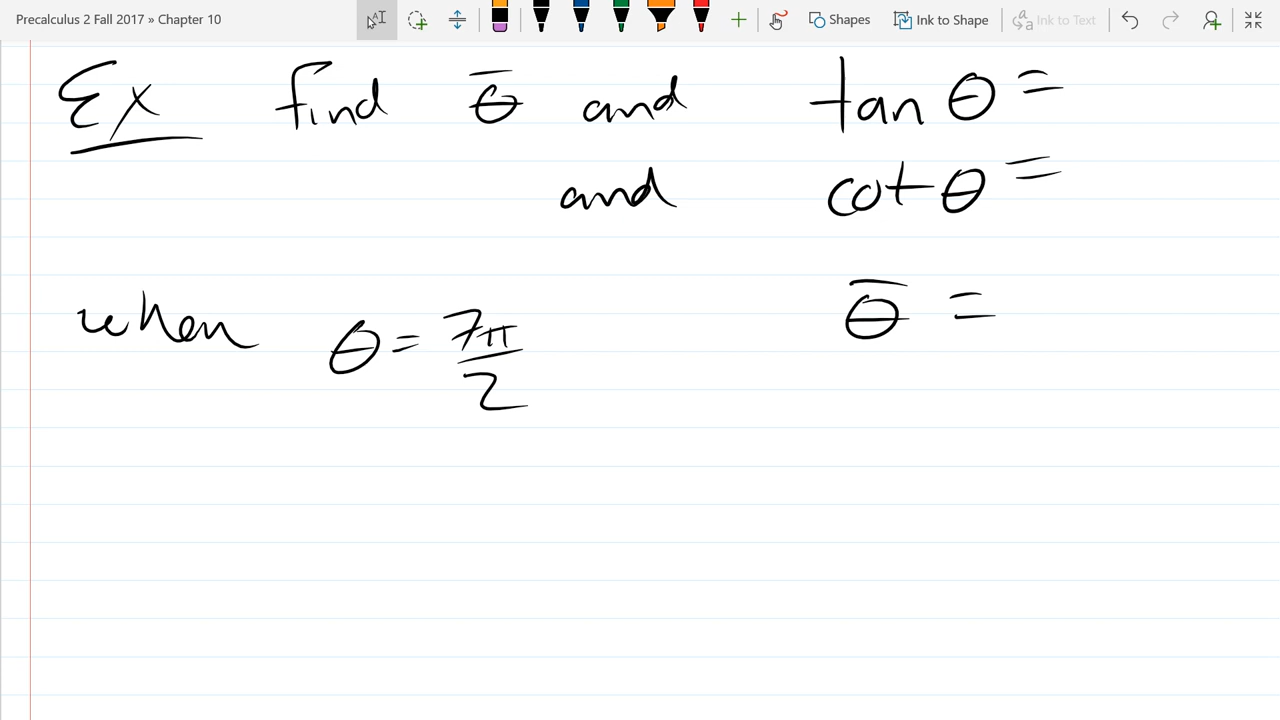 Precalculus 2 Fall 2017 » Chapter 10
Shapes Ink to Shape Ink to Text
Ex find θ̅ and tan θ =
and cot θ =
when θ = 7π/2 θ̅ =